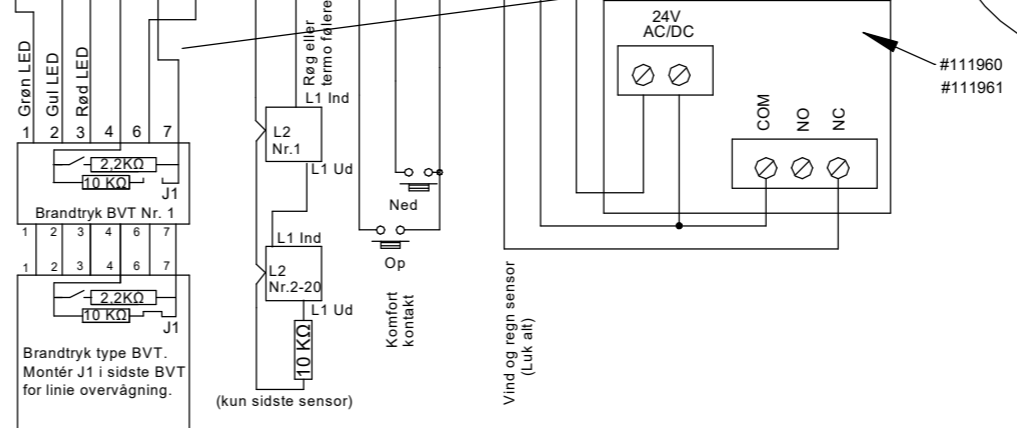 Grøn LED
Gul LED
Rød LED
1 2 3 4 6 7
2,2KΩ
10 KΩ
J1
Brandtryk BVT Nr. 1
1 2 3 4 6 7
1 2 3 4 6 7
2,2KΩ
10 KΩ
J1
Brandtryk type BVT.
Montér J1 i sidste BVT
for linie overvågning.
Røg eller
termo følere
L1 Ind
L2
Nr.1
L1 Ud
L1 Ind
L2
Nr.2-20
L1 Ud
10 KΩ
(kun sidste sensor)
Ned
Op
Komfort
kontakt
Vind og regn sensor
(Luk alt)
24V
AC/DC
COM
NO
NC
#111960
#111961